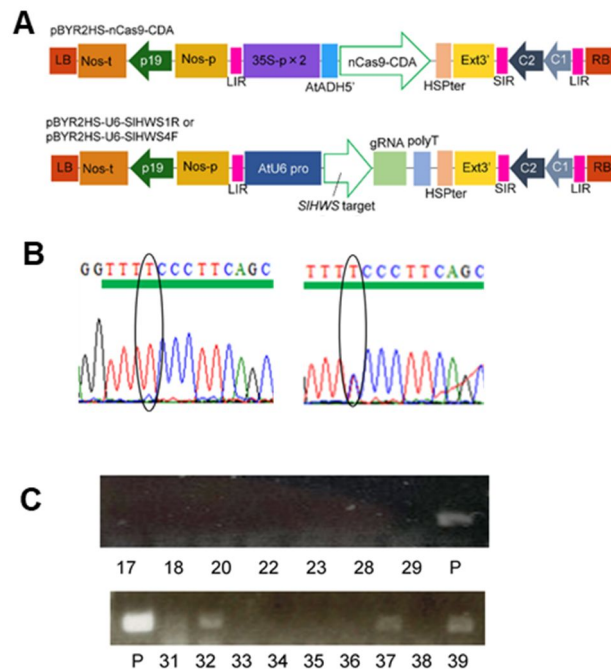 A
pBYR2HS-nCas9-CDA
LB Nos-t p19 Nos-p LIR 35S-p × 2 AtADH5' nCas9-CDA HSPter Ext3' SIR C2 C1 LIR RB
pBYR2HS-U6-SlHWS1R or
pBYR2HS-U6-SlHWS4F
LB Nos-t p19 Nos-p LIR AtU6 pro SlHWS target gRNA polyT HSPter Ext3' SIR C2 C1 LIR RB
B
G G T T T T T C C C T T C A G C T T T T C C C T T C A G C
C
17 18 20 22 23 28 29 P
P 31 32 33 34 35 36 37 38 39